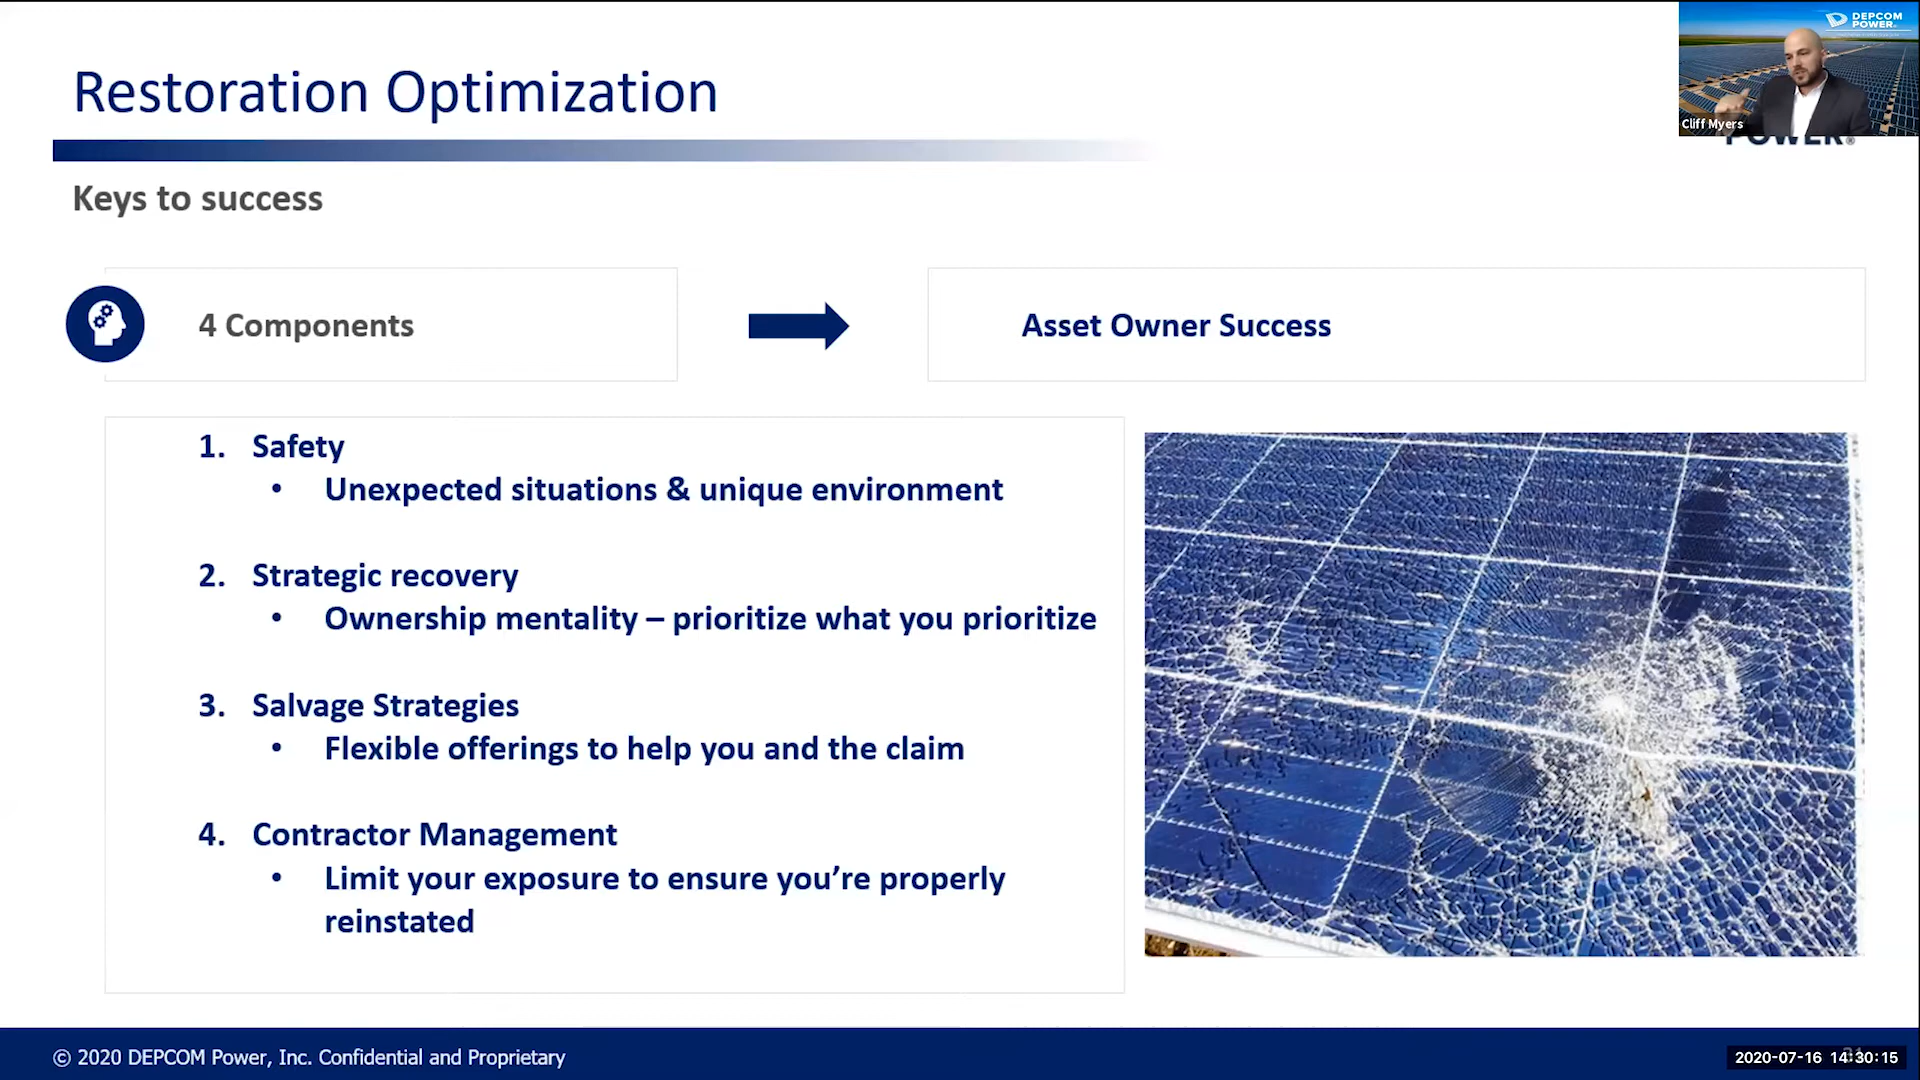 DEPCOM
POWER.
Cliff Myers
POWER®
Restoration Optimization
Keys to success
4 Components
Asset Owner Success
1. Safety
• Unexpected situations & unique environment
2. Strategic recovery
• Ownership mentality – prioritize what you prioritize
3. Salvage Strategies
• Flexible offerings to help you and the claim
4. Contractor Management
• Limit your exposure to ensure you’re properly
reinstated
© 2020 DEPCOM Power, Inc. Confidential and Proprietary
2020-07-16 14:30:15